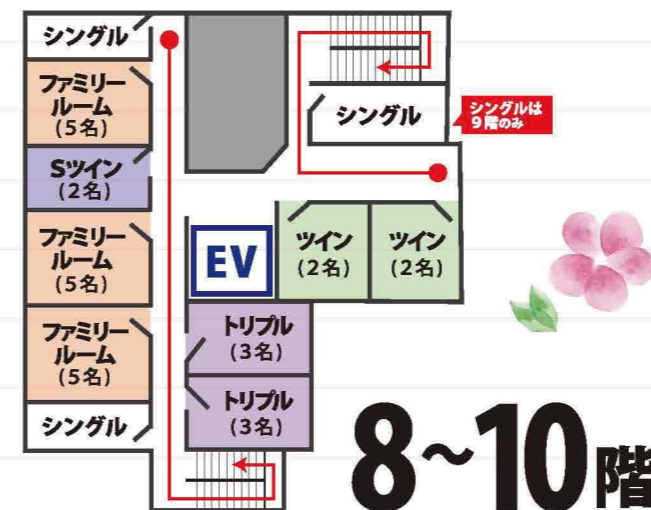 シングル
ファミリー
ルーム
(5名)
Sツイン
(2名)
ファミリー
ルーム
(5名)
ファミリー
ルーム
(5名)
シングル
シングル
シングルは
9階のみ
EV
ツイン
(2名)
ツイン
(2名)
トリプル
(3名)
トリプル
(3名)
8~10階